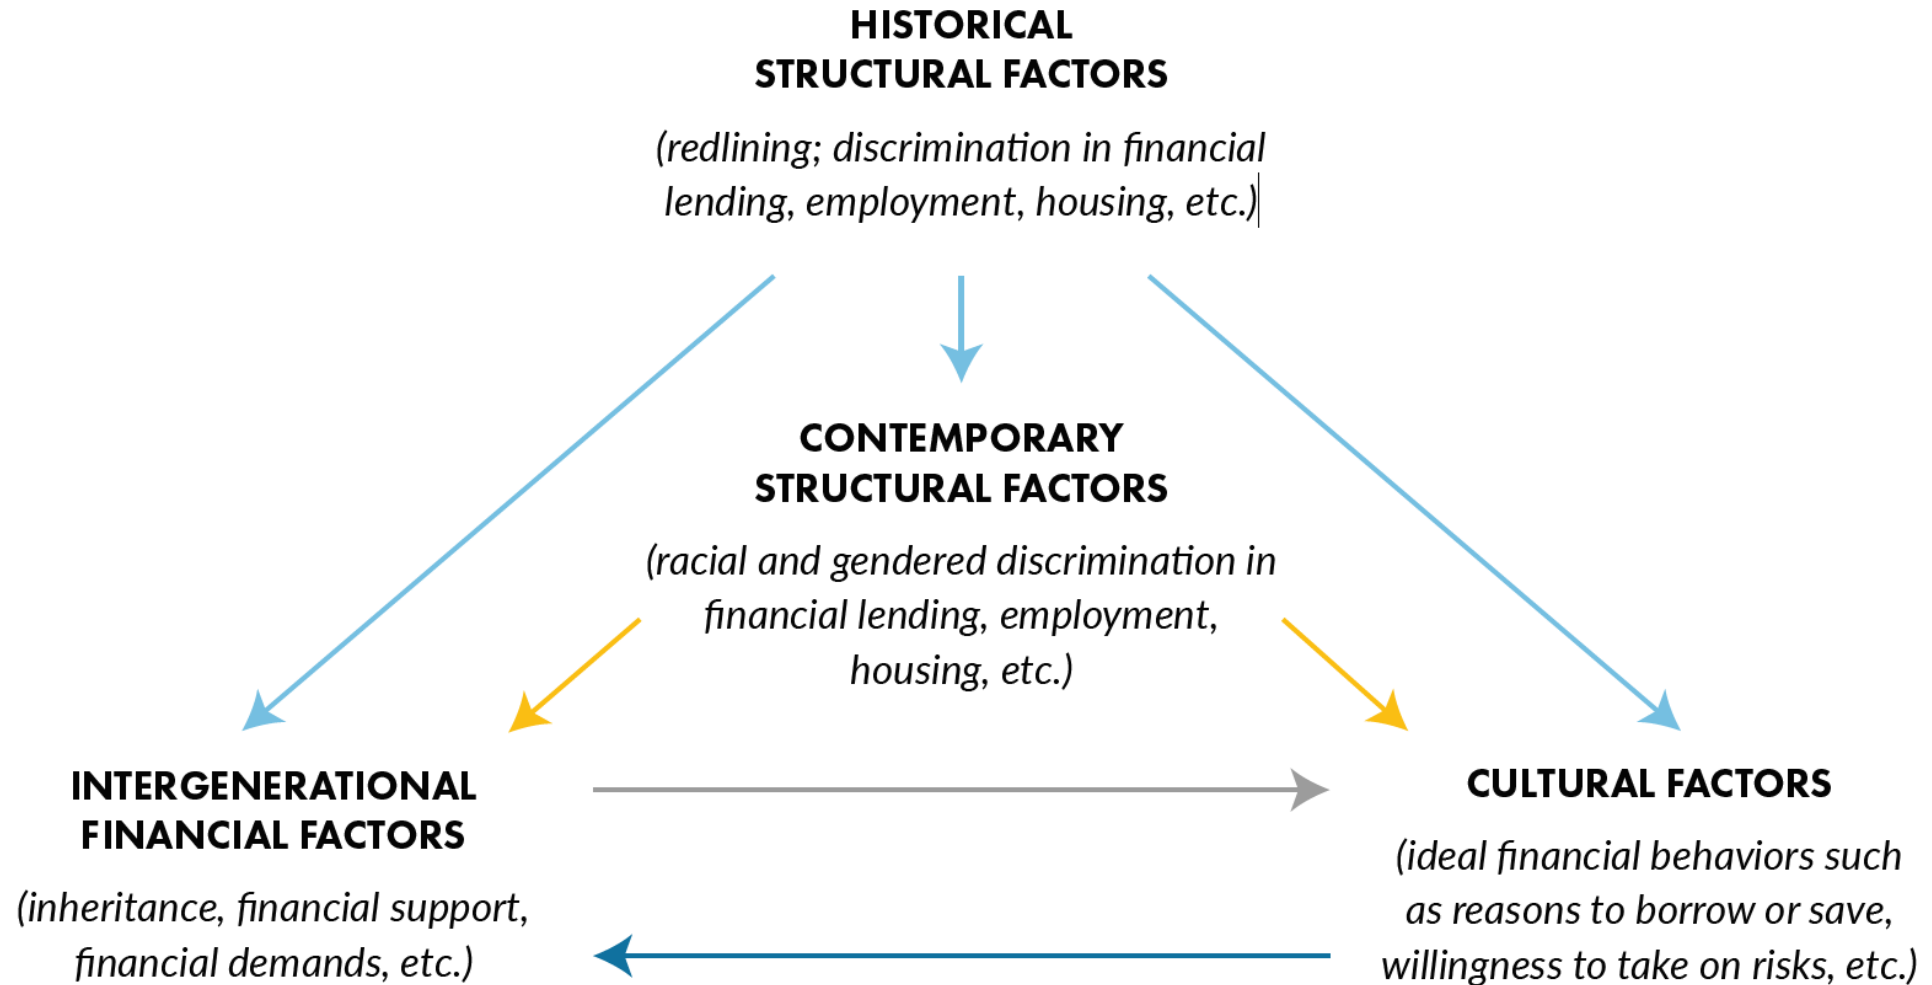 HISTORICAL
STRUCTURAL FACTORS
(redlining; discrimination in financial
lending, employment, housing, etc.)
CONTEMPORARY
STRUCTURAL FACTORS
(racial and gendered discrimination in
financial lending, employment,
housing, etc.)
INTERGENERATIONAL
FINANCIAL FACTORS
(inheritance, financial support,
financial demands, etc.)
CULTURAL FACTORS
(ideal financial behaviors such
as reasons to borrow or save,
willingness to take on risks, etc.)